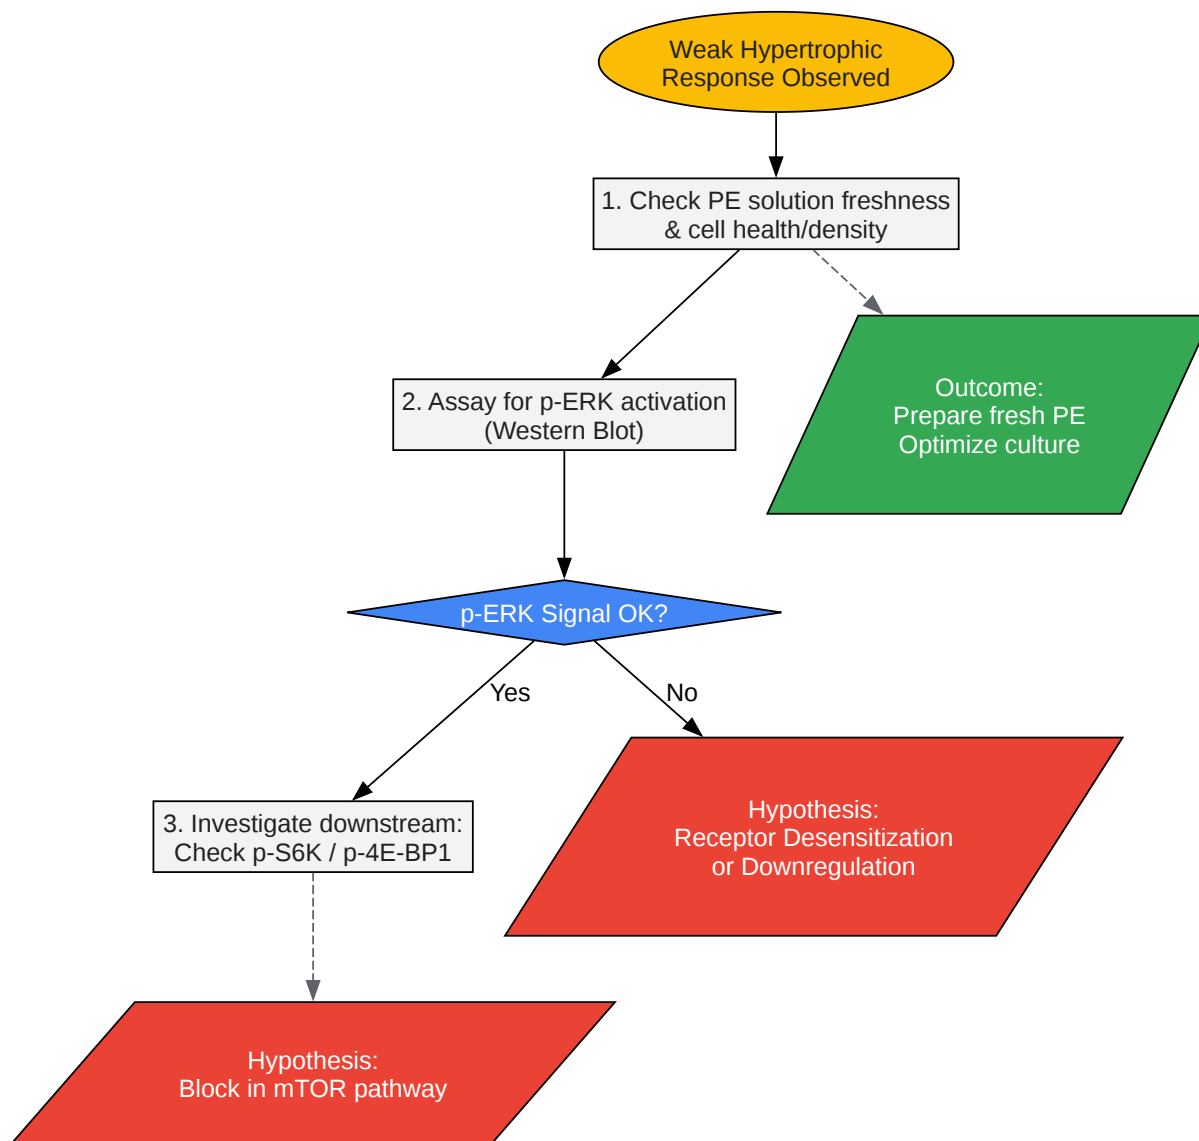 Weak Hypertrophic
Response Observed
1. Check PE solution freshness
& cell health/density
Outcome:
Prepare fresh PE
Optimize culture
2. Assay for p-ERK activation
(Western Blot)
p-ERK Signal OK?
Yes
No
Hypothesis:
Receptor Desensitization
or Downregulation
3. Investigate downstream:
Check p-S6K / p-4E-BP1
Hypothesis:
Block in mTOR pathway